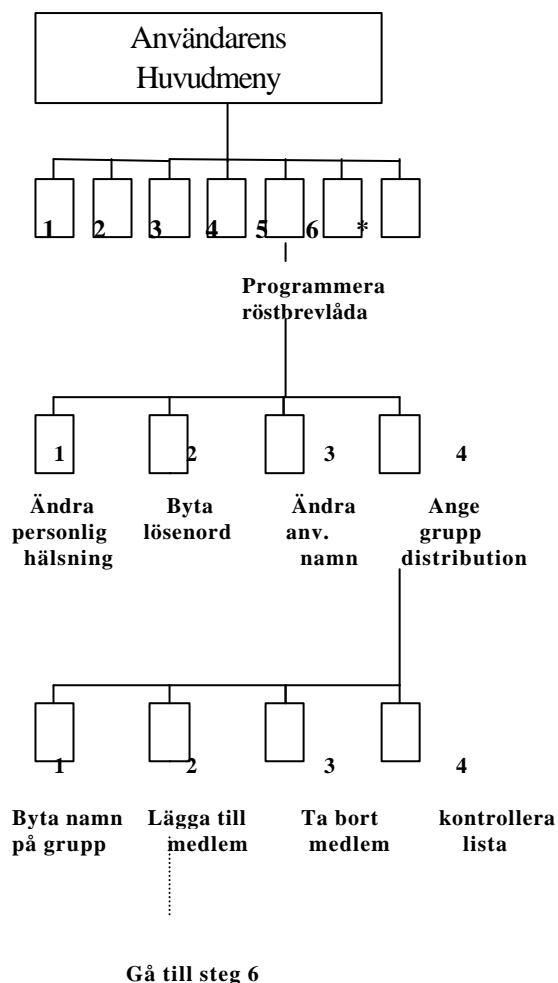 Användarens
Huvudmeny
1 2 3 4 5 6 *
Programmera
röstbrevlåda
1 2 3 4
Ändra Byta Ändra Ange
personlig lösenord anv. grupp
hälsning namn distribution
1 2 3 4
Byta namn Lägga till Ta bort kontrollera
på grupp medlem medlem lista
Gå till steg 6